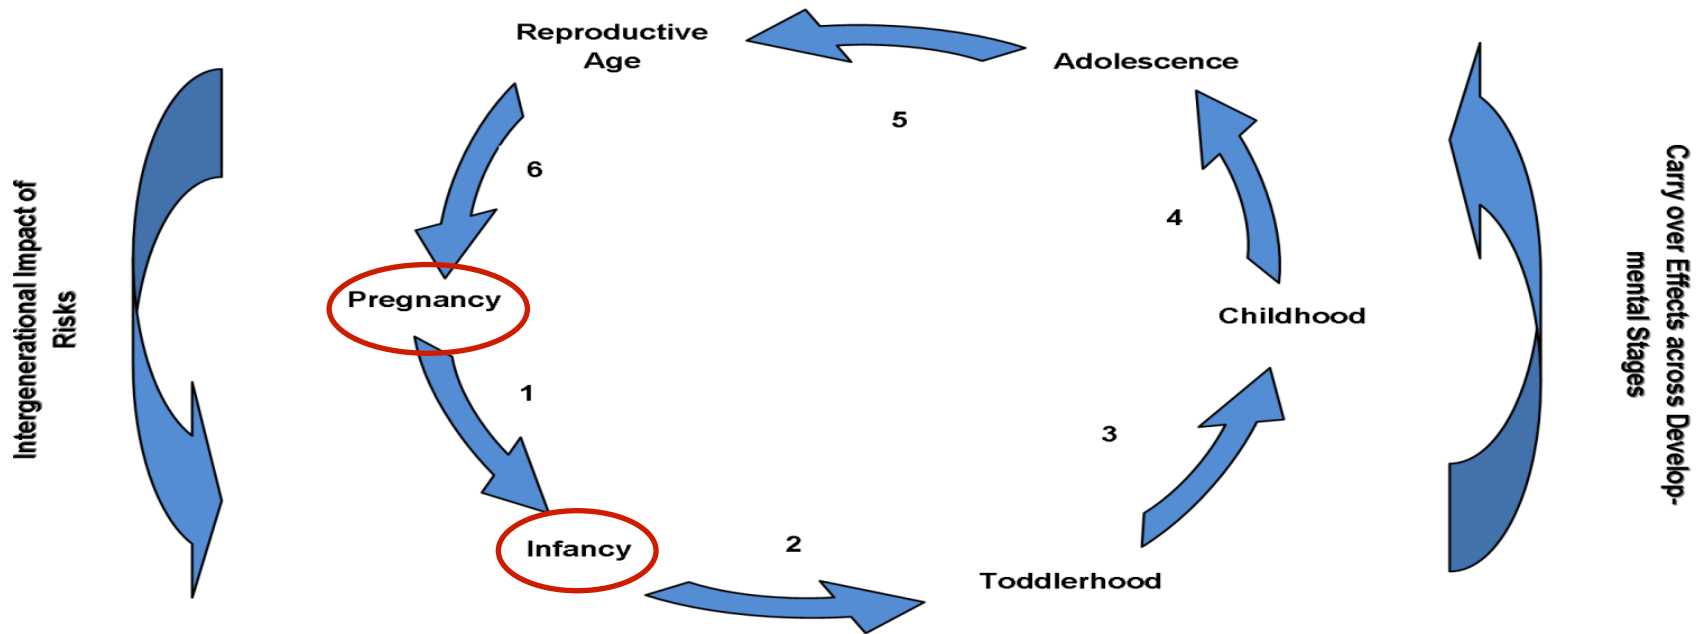 Reproductive
Age
Adolescence
5
6
4
Pregnancy
Childhood
1
3
Infancy
2
Toddlerhood
Intergenerational Impact of
Risks
Carry over Effects across Develop-
mental Stages